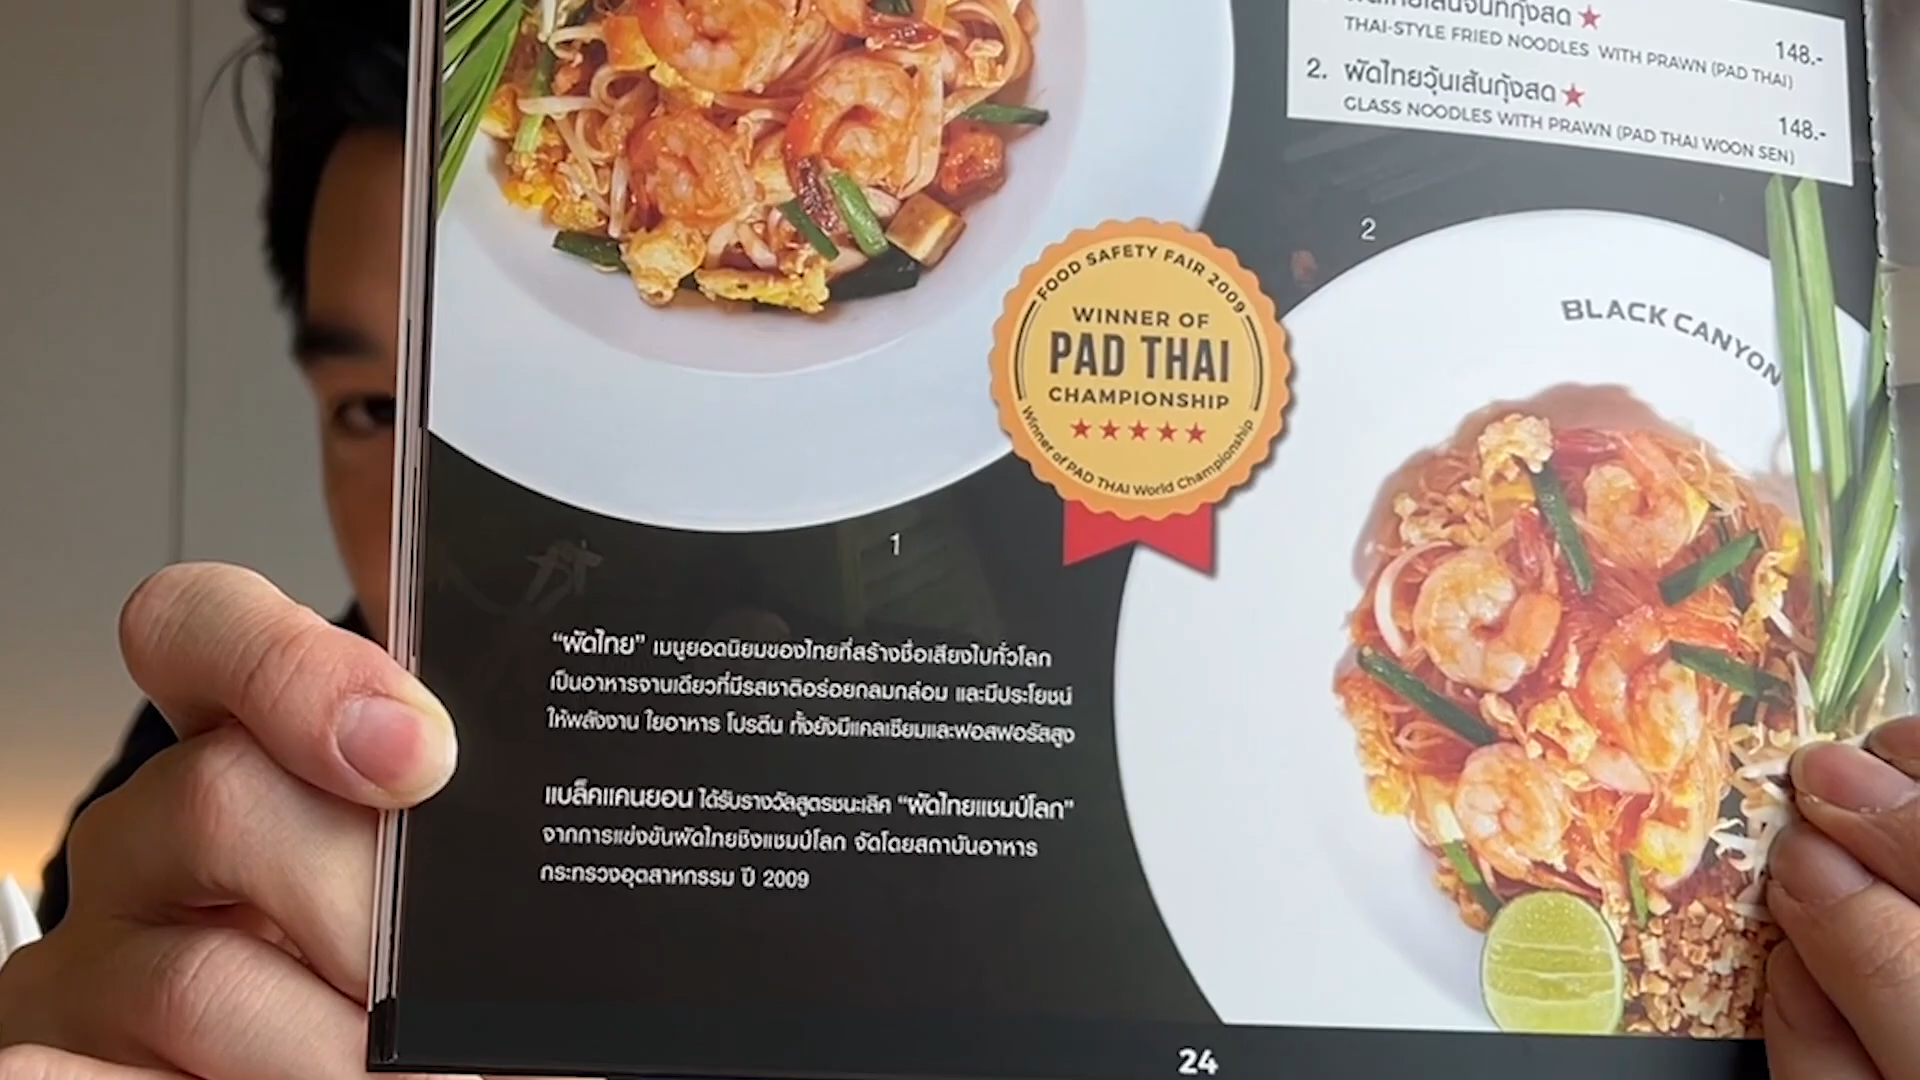 ผัดไทยเส้นจันท์กุ้งสด ★
THAI-STYLE FRIED NOODLES WITH PRAWN (PAD THAI)
148.-
2. ผัดไทยวุ้นเส้นกุ้งสด ★
GLASS NOODLES WITH PRAWN (PAD THAI WOON SEN)
148.-
2
BLACK CANYON
FOOD SAFETY FAIR 2009
WINNER OF
PAD THAI
CHAMPIONSHIP
★★★★★
Winner of PAD THAI World Championship
1
“ผัดไทย” เมนูยอดนิยมของไทยที่สร้างชื่อเสียงไปทั่วโลก
เป็นอาหารจานเดียวที่มีรสชาติอร่อยกลมกล่อม และมีประโยชน์
ให้พลังงาน ใยอาหาร โปรตีน ทั้งยังมีแคลเซียมและฟอสฟอรัสสูง
แบล็คแคนยอน ได้รับรางวัลสูตรชนะเลิศ “ผัดไทยแชมป์โลก”
จากการแข่งขันผัดไทยชิงแชมป์โลก จัดโดยสถาบันอาหาร
กระทรวงอุตสาหกรรม ปี 2009
24